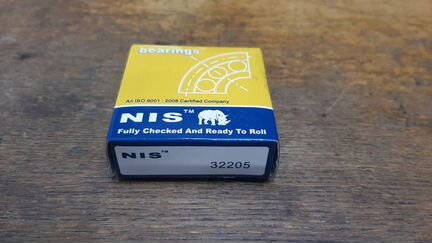 bearings
An ISO 9001 : 2008 Certified Company
NIS™
Fully Checked And Ready To Roll
NIS™
32205